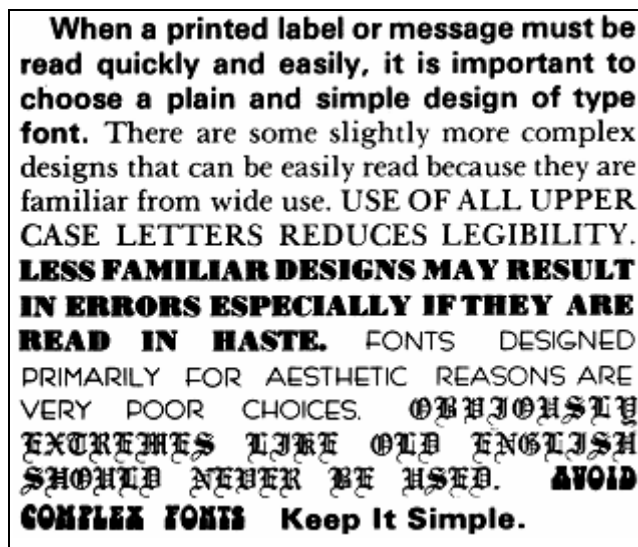 When a printed label or message must be
read quickly and easily, it is important to
choose a plain and simple design of type
font. There are some slightly more complex
designs that can be easily read because they are
familiar from wide use. USE OF ALL UPPER
CASE LETTERS REDUCES LEGIBILITY.
LESS FAMILIAR DESIGNS MAY RESULT
IN ERRORS ESPECIALLY IF THEY ARE
READ IN HASTE. FONTS DESIGNED
PRIMARILY FOR AESTHETIC REASONS ARE
VERY POOR CHOICES. OBVIOUSLY
EXTREMES LIKE OLD ENGLISH
SHOULD NEVER BE USED. AVOID
COMPLEX FONTS Keep It Simple.